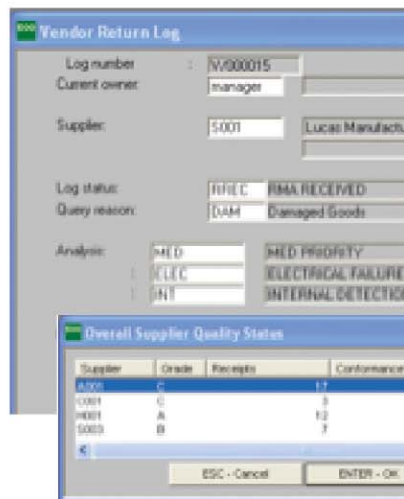 Vendor Return Log
Log number : V/000015
Current owner: manager
Supplier: S001 Lucas Manufactu
Log status: RREC RMA RECEIVED
Query reason: DAM Damaged Goods
Analysis: MED MED PRIORITY
: ELEC ELECTRICAL FAILURE
: INT INTERNAL DETECTION
Overall Supplier Quality Status
Supplier Grade Receipts Conformance
A001 C 17
C001 C 3
H001 A 12
S003 B 7
ESC - Cancel ENTER - OK